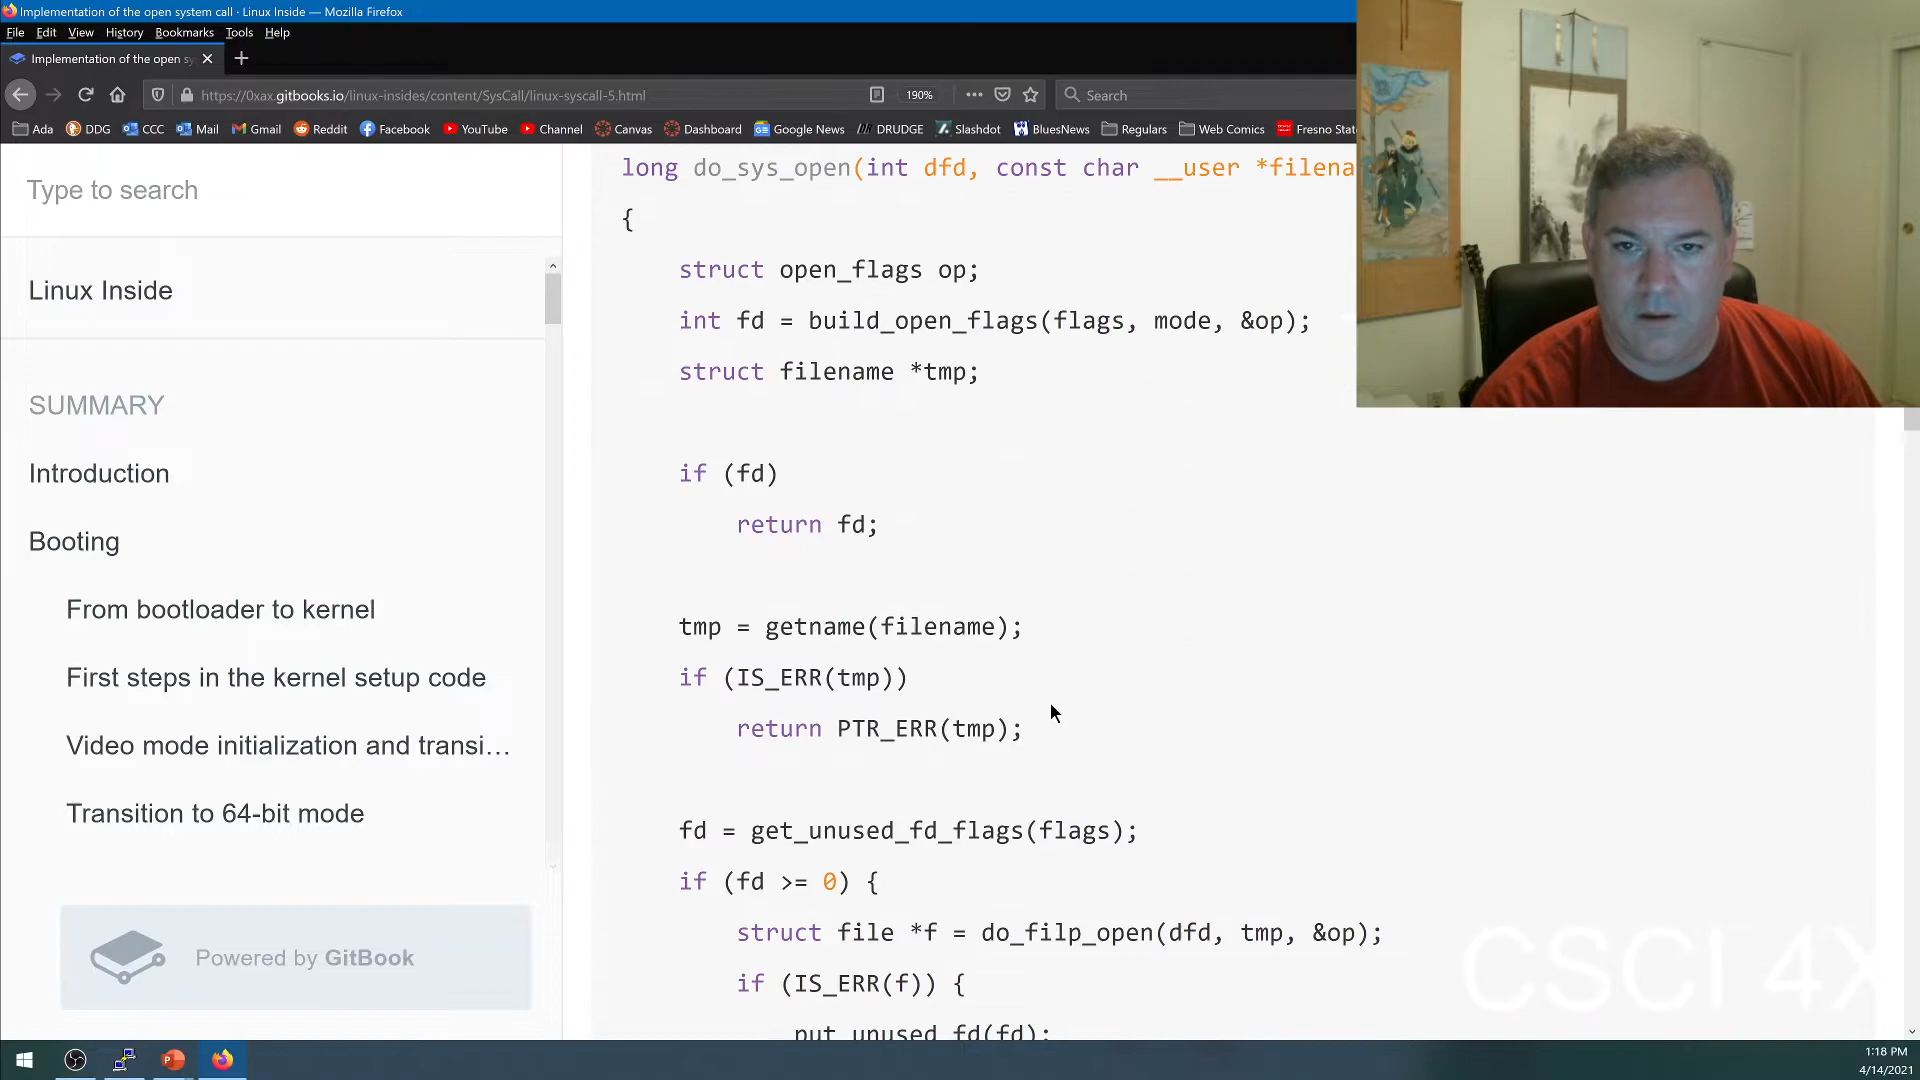 Implementation of the open system call · Linux Inside — Mozilla Firefox
File Edit View History Bookmarks Tools Help
Implementation of the open sy
https://0xax.gitbooks.io/linux-insides/content/SysCall/linux-syscall-5.html 190% Search
Ada DDG CCC Mail Gmail Reddit Facebook YouTube Channel Canvas Dashboard Google News DRUDGE Slashdot BluesNews Regulars Web Comics Fresno Stat
Type to search
Linux Inside
SUMMARY
Introduction
Booting
From bootloader to kernel
First steps in the kernel setup code
Video mode initialization and transi…
Transition to 64-bit mode
Powered by GitBook
long do_sys_open(int dfd, const char __user *filena
{
struct open_flags op;
int fd = build_open_flags(flags, mode, &op);
struct filename *tmp;
if (fd)
return fd;
tmp = getname(filename);
if (IS_ERR(tmp))
return PTR_ERR(tmp);
fd = get_unused_fd_flags(flags);
if (fd >= 0) {
struct file *f = do_filp_open(dfd, tmp, &op);
if (IS_ERR(f)) {
put_unused_fd(fd);
CSCI 4X
1:18 PM
4/14/2021